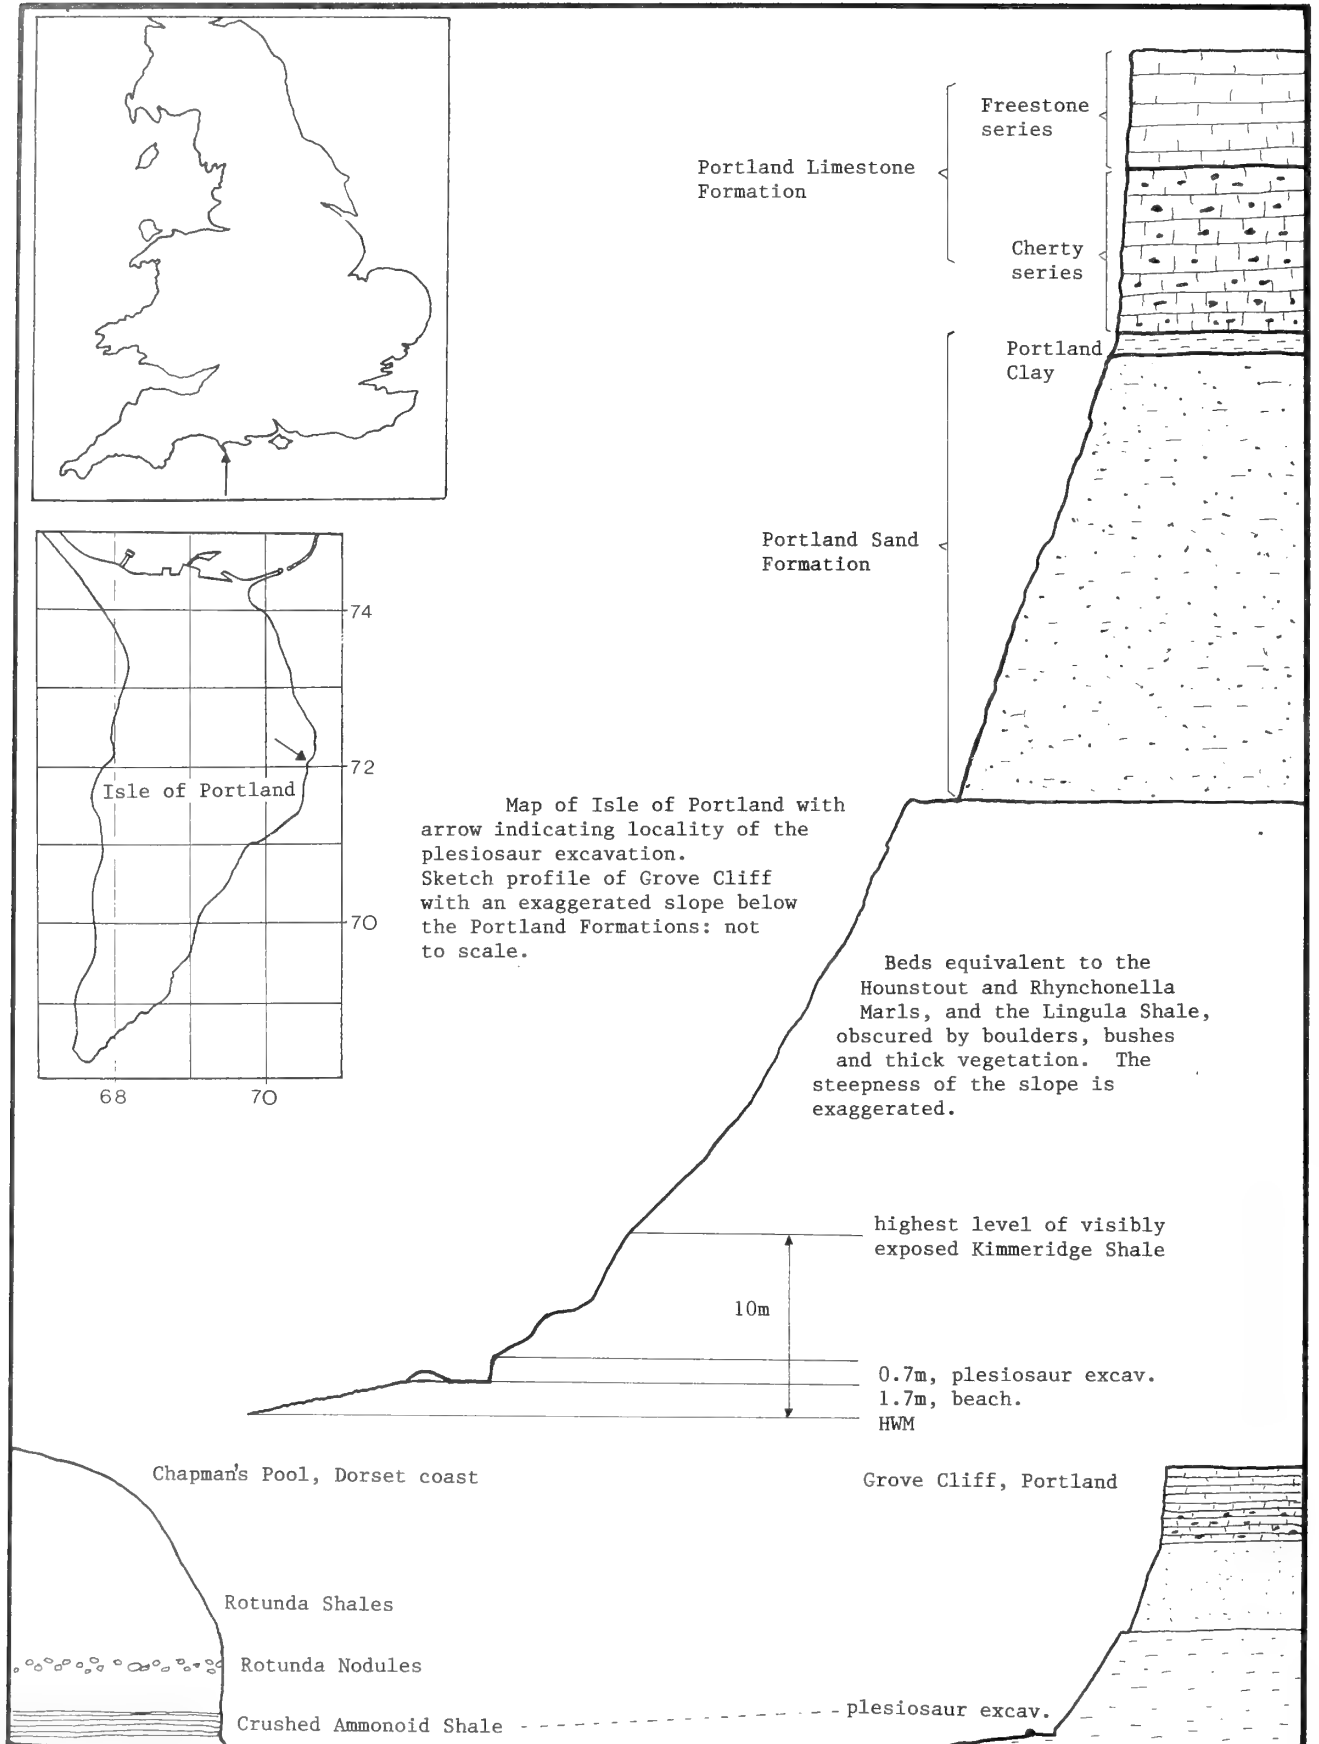 Freestone
series
Portland Limestone
Formation
Cherty
series
Portland
Clay
Portland Sand
Formation
74
72
Isle of Portland
70
68
70
Map of Isle of Portland with
arrow indicating locality of the
plesiosaur excavation.
Sketch profile of Grove Cliff
with an exaggerated slope below
the Portland Formations: not
to scale.
Beds equivalent to the
Hounstout and Rhynchonella
Marls, and the Lingula Shale,
obscured by boulders, bushes
and thick vegetation. The
steepness of the slope is
exaggerated.
highest level of visibly
exposed Kimmeridge Shale
10m
0.7m, plesiosaur excav.
1.7m, beach.
HWM
Chapman's Pool, Dorset coast
Grove Cliff, Portland
Rotunda Shales
Rotunda Nodules
Crushed Ammonoid Shale
plesiosaur excav.